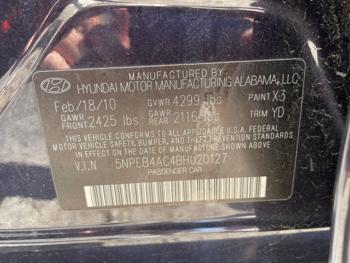 MANUFACTURED BY
HYUNDAI MOTOR MANUFACTURING ALABAMA, LLC
Feb/18/10 GVWR 4299 lbs PAINT X3
GAWR FRONT 2425 lbs GAWR REAR 2116 lbs TRIM YD
THIS VEHICLE CONFORMS TO ALL APPLICABLE
FEDERAL MOTOR VEHICLE SAFETY, BUMPER, AND
THEFT PREVENTION STANDARDS IN EFFECT ON
THE DATE OF MANUFACTURE SHOWN ABOVE.
V.I.N 5NPEB4AC4BH020127
PASSENGER CAR